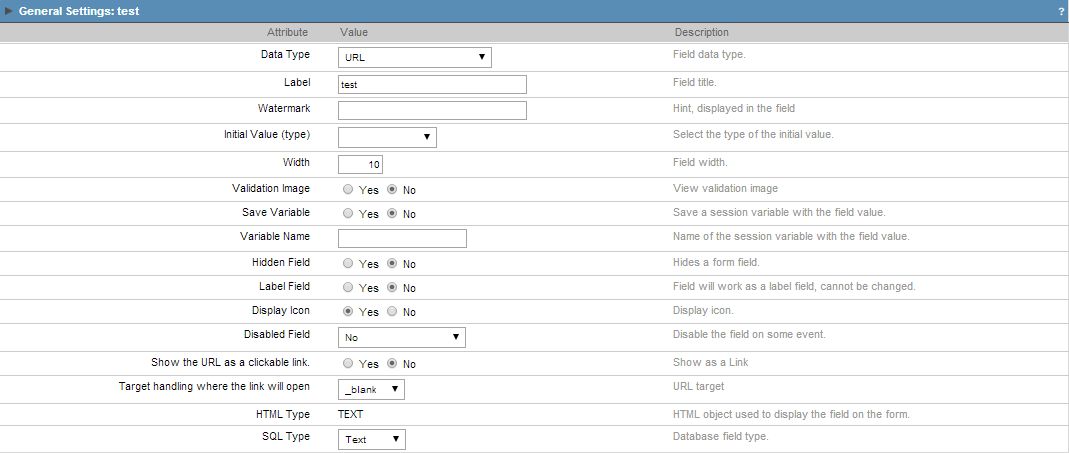 General Settings: test ?
Attribute Value Description
Data Type URL Field data type.
Label test Field title.
Watermark Hint, displayed in the field
Initial Value (type) Select the type of the initial value.
Width 10 Field width.
Validation Image Yes No View validation image
Save Variable Yes No Save a session variable with the field value.
Variable Name Name of the session variable with the field value.
Hidden Field Yes No Hides a form field.
Label Field Yes No Field will work as a label field, cannot be changed.
Display Icon Yes No Display icon.
Disabled Field No Disable the field on some event.
Show the URL as a clickable link. Yes No Show as a Link
Target handling where the link will open _blank URL target
HTML Type TEXT HTML object used to display the field on the form.
SQL Type Text Database field type.